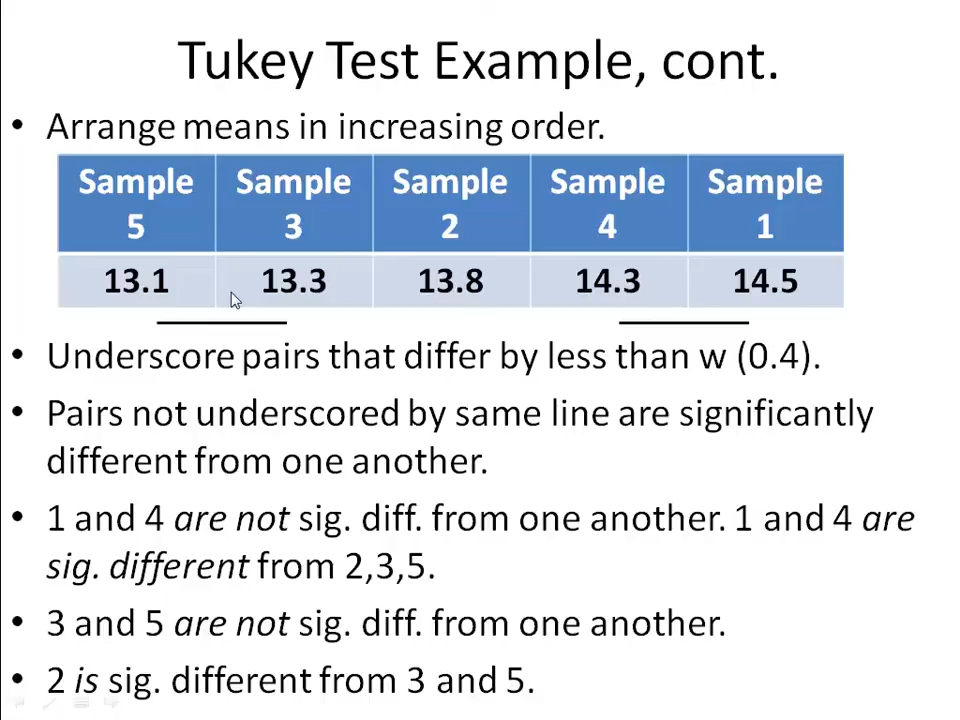 Tukey Test Example, cont.
• Arrange means in increasing order.
Sample 5 Sample 3 Sample 2 Sample 4 Sample 1
13.1 13.3 13.8 14.3 14.5
• Underscore pairs that differ by less than w (0.4).
• Pairs not underscored by same line are significantly
different from one another.
• 1 and 4 are not sig. diff. from one another. 1 and 4 are
sig. different from 2,3,5.
• 3 and 5 are not sig. diff. from one another.
• 2 is sig. different from 3 and 5.